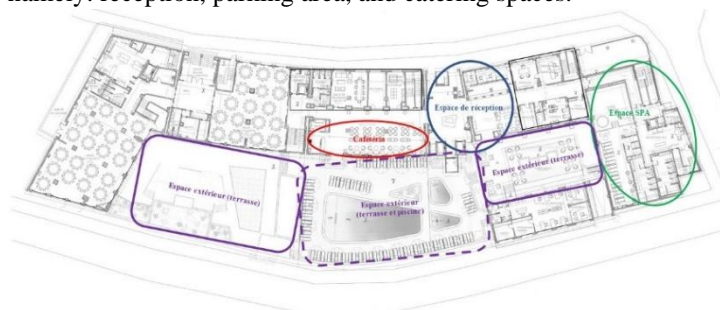 namely: reception, parking area, and catering spaces.
Espace de réception
Espace SPA
Cafétéria
Espace extérieur (terrasse)
Espace extérieur (terrasse)
Espace extérieur
(terrasse et piscine)